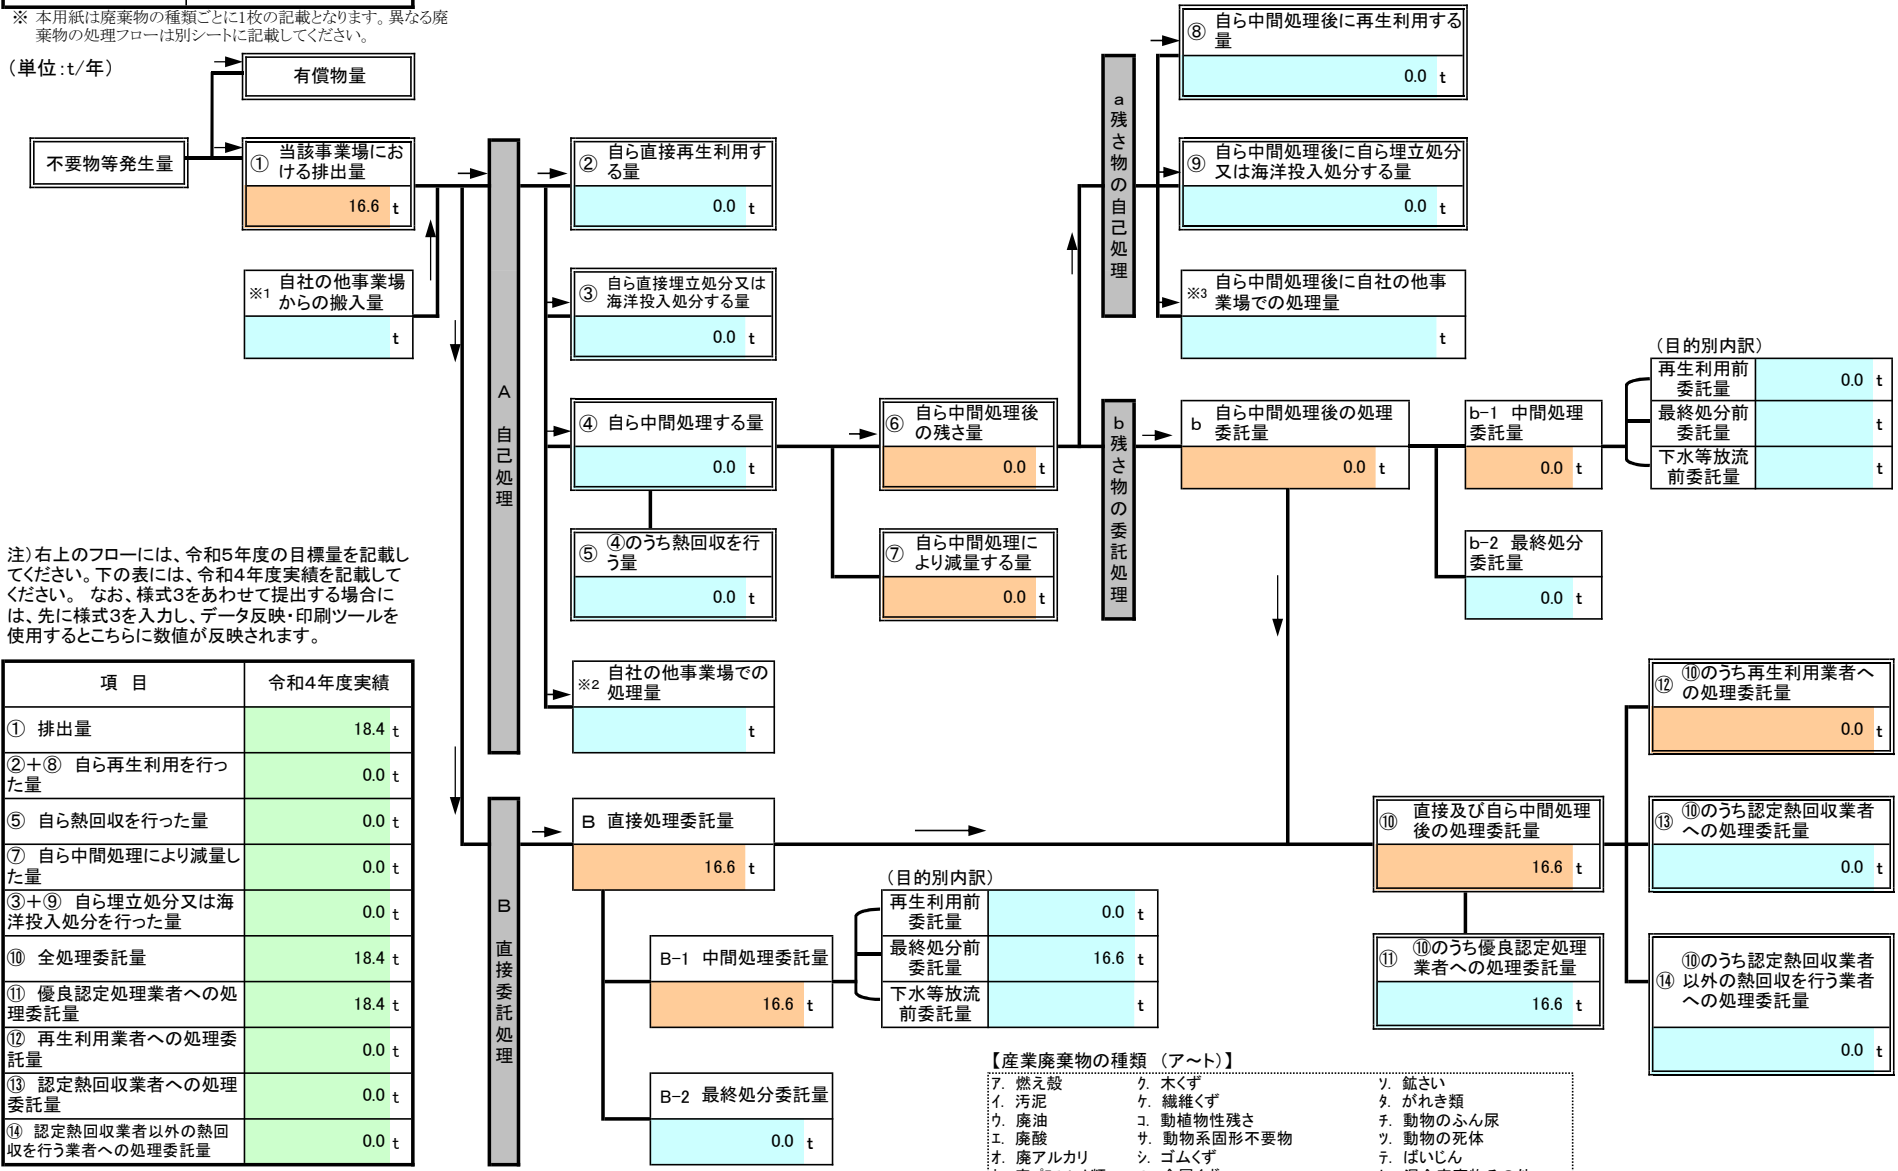 ※ 本用紙は廃棄物の種類ごとに1枚の記載となります。異なる廃
棄物の処理フローは別シートに記載してください。
（単位：t/年）
有償物量
不要物等発生量
① 当該事業場にお
ける排出量
16.6 t
※1 自社の他事業場
からの搬入量
t
A 自己処理
② 自ら直接再生利用す
る量
0.0 t
③ 自ら直接埋立処分又は
海洋投入処分する量
0.0 t
④ 自ら中間処理する量
0.0 t
⑤ ④のうち熱回収を行
う量
0.0 t
※2 自社の他事業場での
処理量
t
⑥ 自ら中間処理後
の残さ量
0.0 t
⑦ 自ら中間処理に
より減量する量
0.0 t
a 残さ物の自己処理
⑧ 自ら中間処理後に再生利用する
量
0.0 t
⑨ 自ら中間処理後に自ら埋立処分
又は海洋投入処分する量
0.0 t
※3 自ら中間処理後に自社の他事
業場での処理量
t
b 残さ物の委託処理
b 自ら中間処理後の処理
委託量
0.0 t
b-1 中間処理
委託量
0.0 t
b-2 最終処分
委託量
0.0 t
（目的別内訳）
再生利用前
委託量
0.0 t
最終処分前
委託量
t
下水等放流
前委託量
t
注）右上のフローには、令和5年度の目標量を記載し
てください。下の表には、令和4年度実績を記載して
ください。 なお、様式3をあわせて提出する場合に
は、先に様式3を入力し、データ反映・印刷ツールを
使用するとこちらに数値が反映されます。
項 目 令和4年度実績
① 排出量 18.4 t
②＋⑧ 自ら再生利用を行っ
た量 0.0 t
⑤ 自ら熱回収を行った量 0.0 t
⑦ 自ら中間処理により減量し
た量 0.0 t
③＋⑨ 自ら埋立処分又は海
洋投入処分を行った量 0.0 t
⑩ 全処理委託量 18.4 t
⑪ 優良認定処理業者への処
理委託量 18.4 t
⑫ 再生利用業者への処理委
託量 0.0 t
⑬ 認定熱回収業者への処理
委託量 0.0 t
⑭ 認定熱回収業者以外の熱回
収を行う業者への処理委託量 0.0 t
B 直接委託処理
B 直接処理委託量
16.6 t
B-1 中間処理委託量
16.6 t
B-2 最終処分委託量
0.0 t
（目的別内訳）
再生利用前
委託量
0.0 t
最終処分前
委託量
16.6 t
下水等放流
前委託量
t
⑩ 直接及び自ら中間処理
後の処理委託量
16.6 t
⑪ ⑩のうち優良認定処理
業者への処理委託量
16.6 t
⑫ ⑩のうち再生利用業者へ
の処理委託量
0.0 t
⑬ ⑩のうち認定熱回収業者
への処理委託量
0.0 t
⑭ ⑩のうち認定熱回収業者
以外の熱回収を行う業者
への処理委託量
0.0 t
【産業廃棄物の種類 （ア～ト）】
ア. 燃え殻 ク. 木くず ソ. 鉱さい
イ. 汚泥 ケ. 繊維くず タ. がれき類
ウ. 廃油 コ. 動植物性残さ チ. 動物のふん尿
エ. 廃酸 サ. 動物系固形不要物 ツ. 動物の死体
オ. 廃アルカリ シ. ゴムくず テ. ばいじん